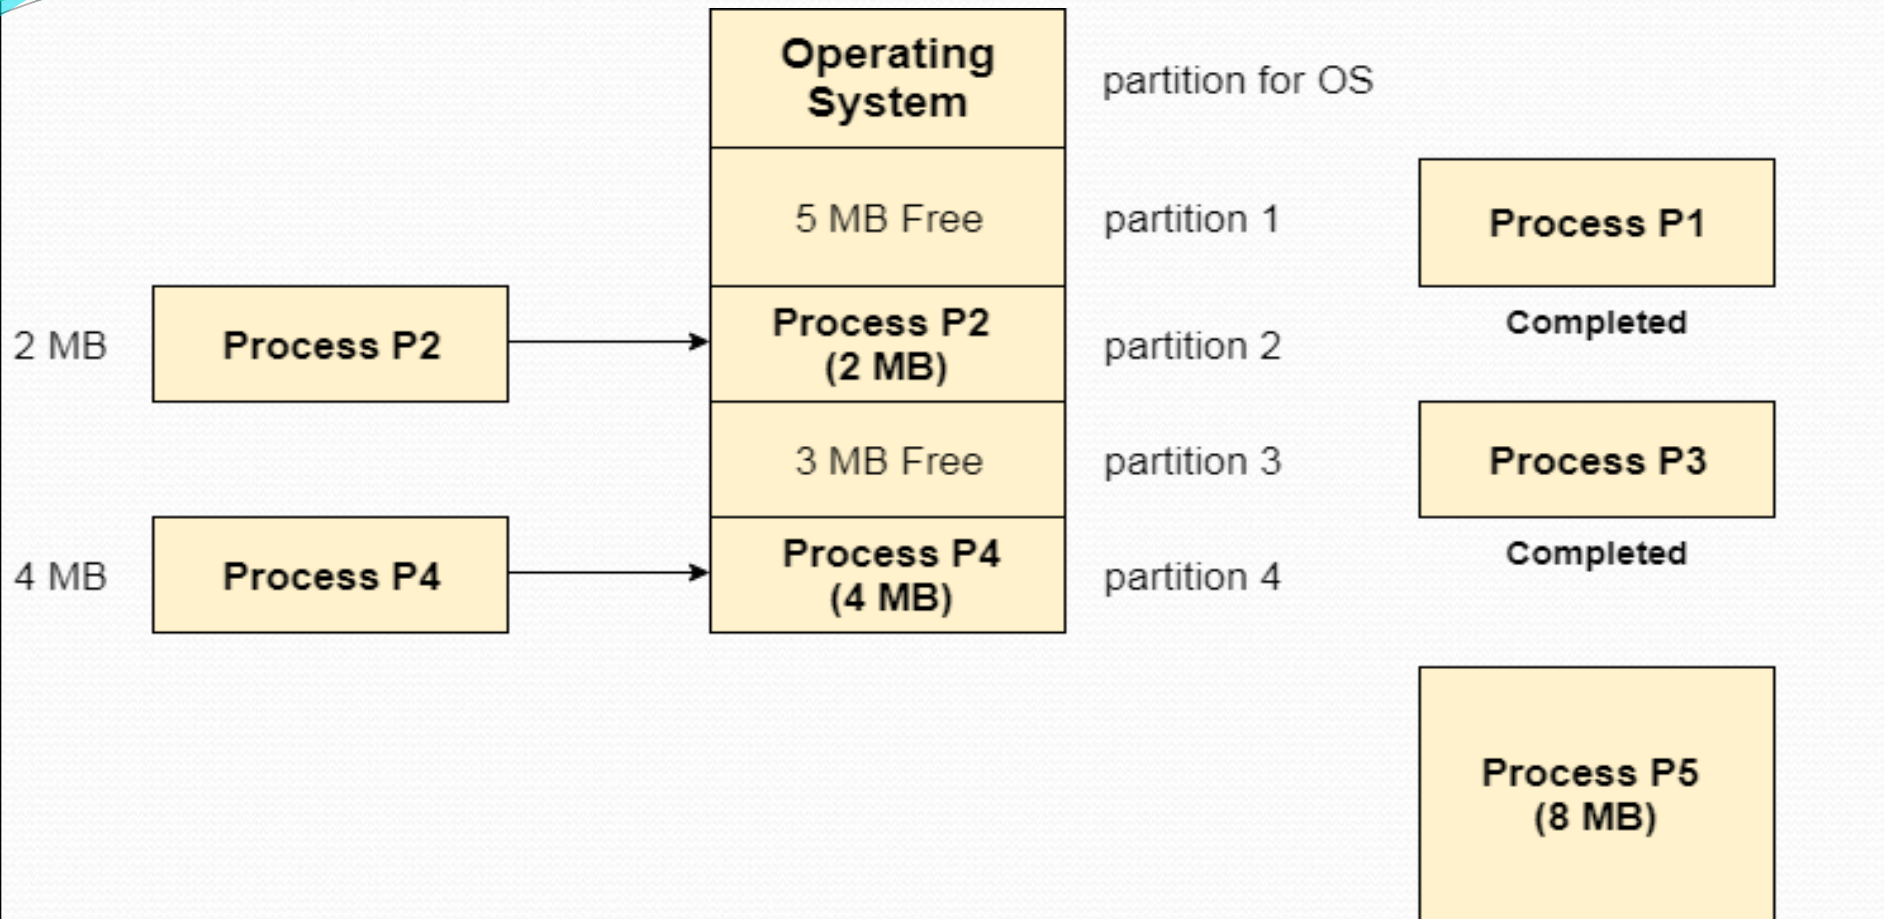 Operating
System
partition for OS
5 MB Free
partition 1
Process P1
Completed
2 MB
Process P2
Process P2
(2 MB)
partition 2
3 MB Free
partition 3
Process P3
Completed
4 MB
Process P4
Process P4
(4 MB)
partition 4
Process P5
(8 MB)